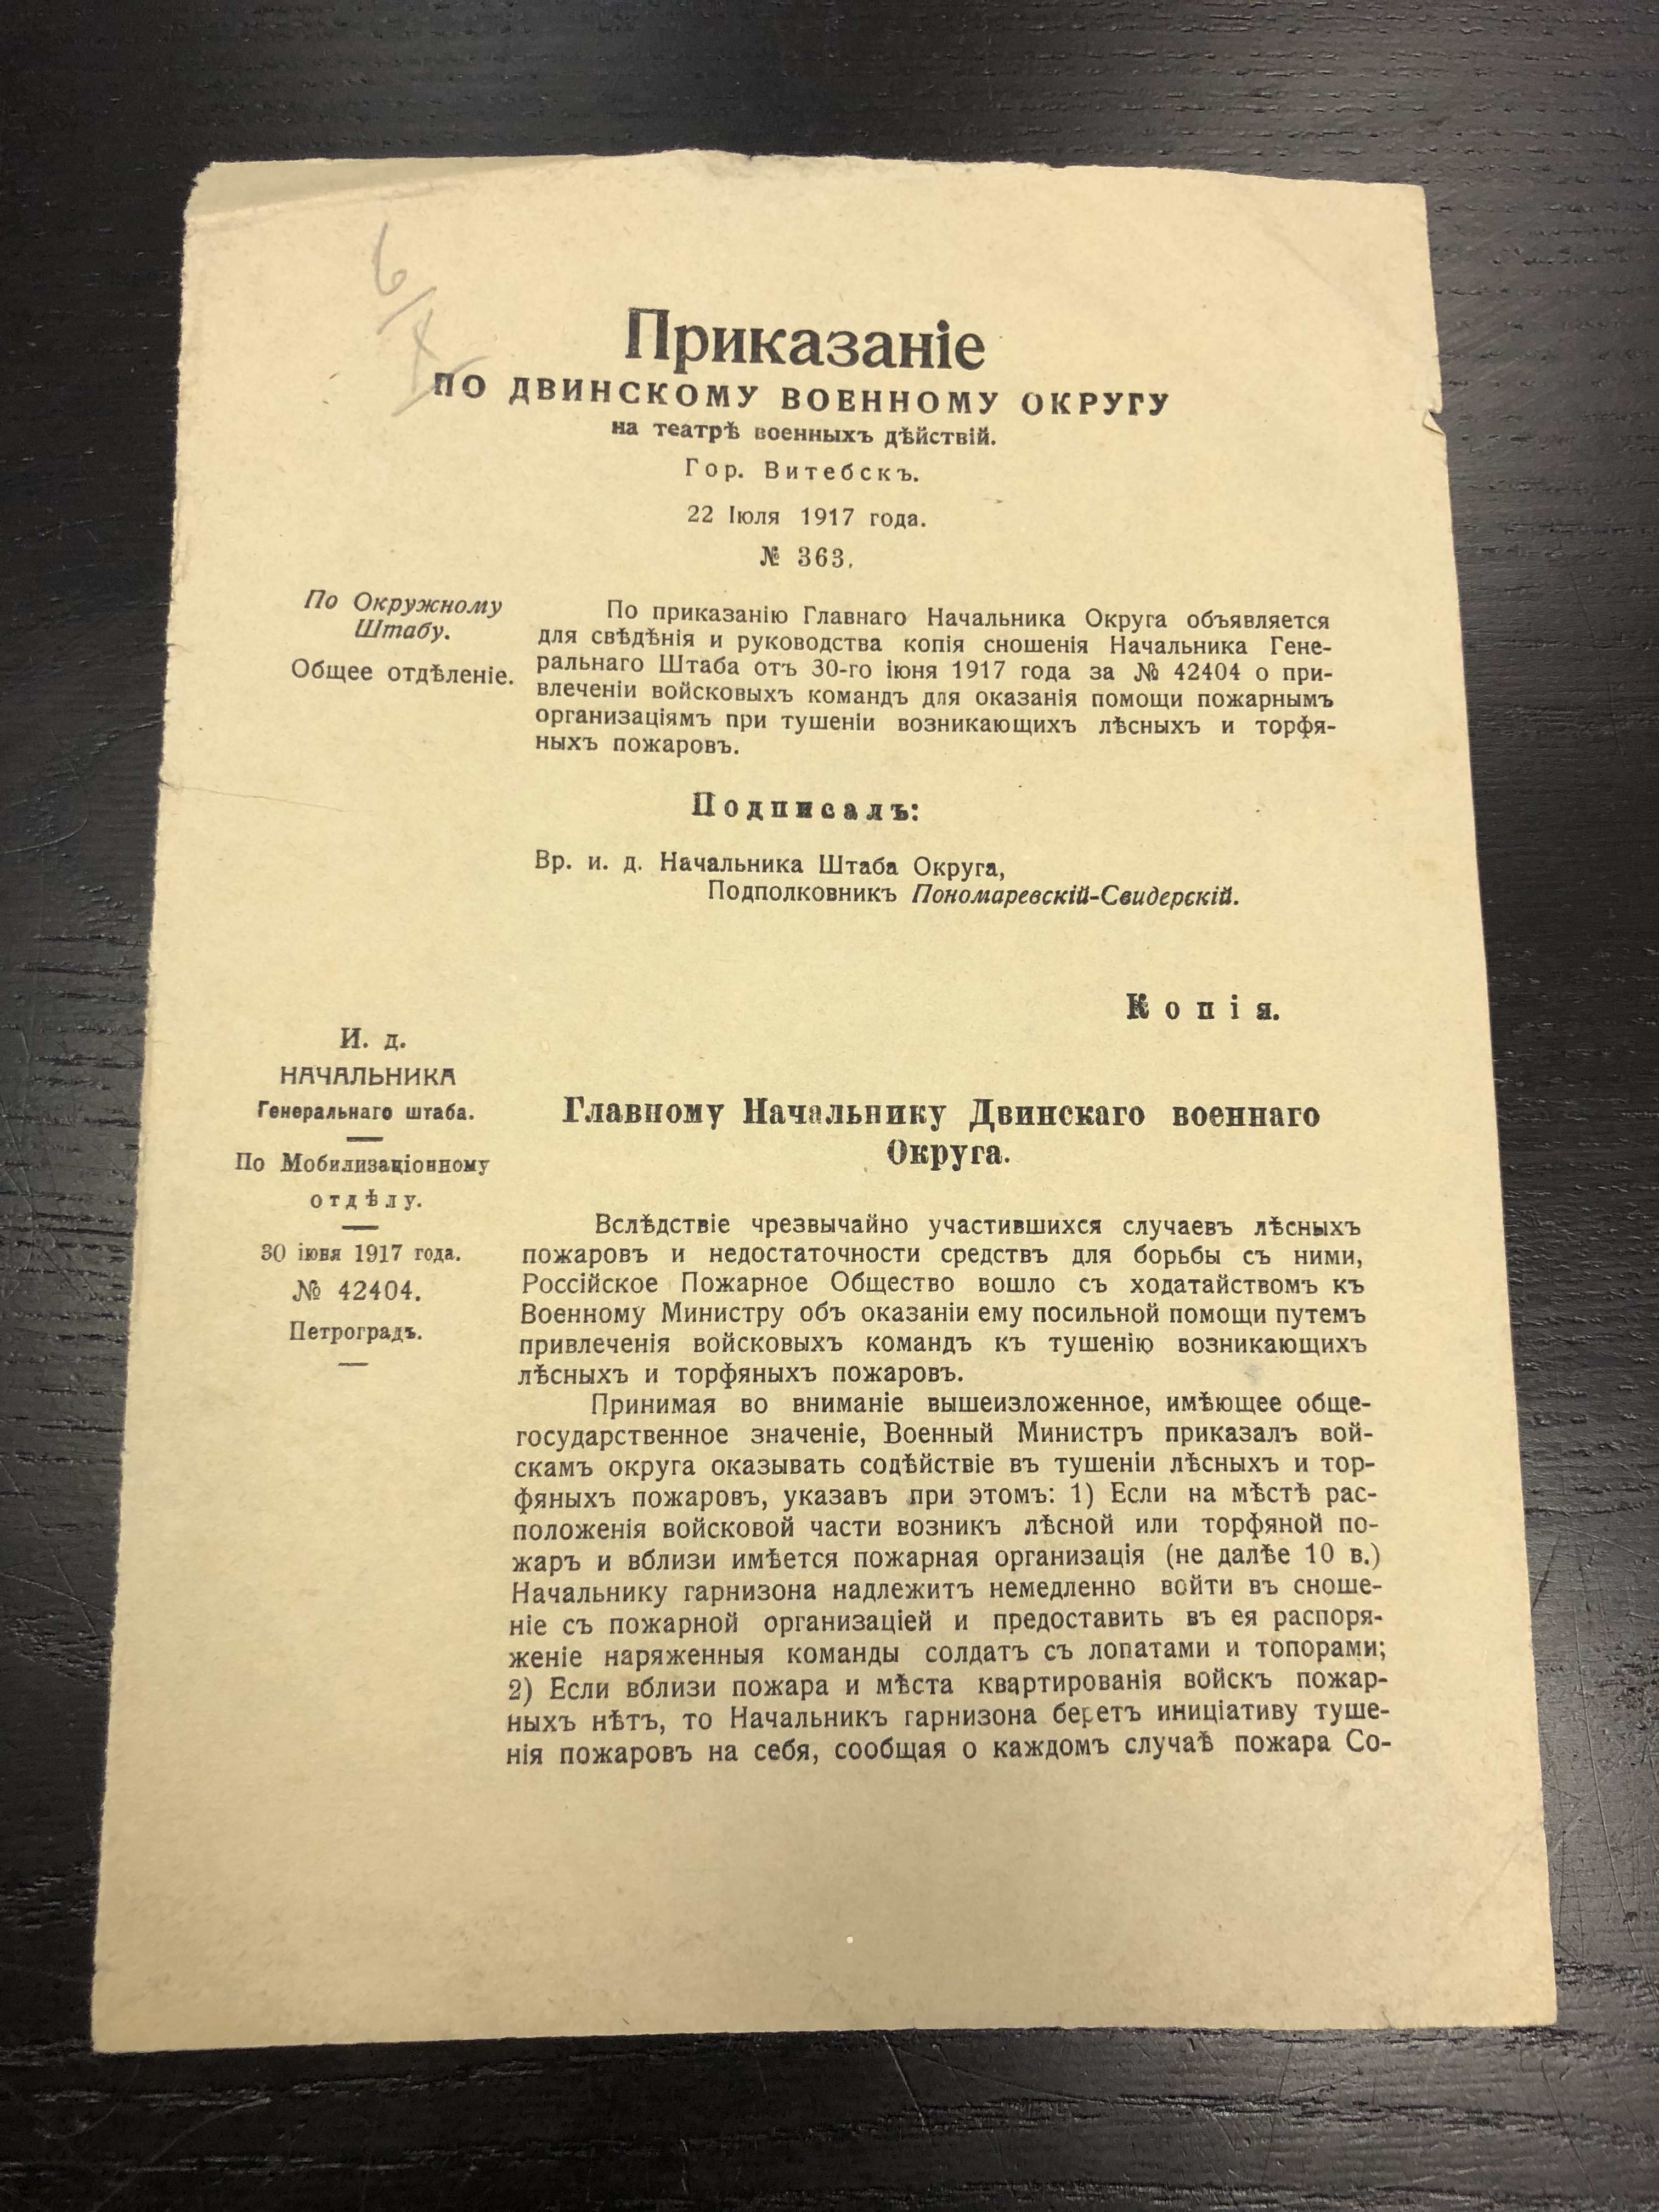 6/X
Приказаніе
ПО ДВИНСКОМУ ВОЕННОМУ ОКРУГУ
на театрѣ военныхъ дѣйствій.
Гор. Витебскъ.
22 Іюля 1917 года.
№ 363.
По Окружному
Штабу.
Общее отдѣленіе.
По приказанію Главнаго Начальника Округа объявляется
для свѣдѣнія и руководства копія сношенія Начальника Гене-
ральнаго Штаба отъ 30-го іюня 1917 года за № 42404 о при-
влеченіи войсковыхъ командъ для оказанія помощи пожарнымъ
организаціямъ при тушеніи возникающихъ лѣсныхъ и торфя-
ныхъ пожаровъ.
Подписалъ:
Вр. и. д. Начальника Штаба Округа,
Подполковникъ Пономаревскій-Свидерскій.
Копія.
И. д.
НАЧАЛЬНИКА
Генеральнаго штаба.
По Мобилизаціонному
отдѣлу.
30 іюня 1917 года.
№ 42404.
Петроградъ.
Главному Начальнику Двинскаго военнаго
Округа.
Вслѣдствіе чрезвычайно участившихся случаевъ лѣсныхъ
пожаровъ и недостаточности средствъ для борьбы съ ними,
Россійское Пожарное Общество вошло съ ходатайствомъ къ
Военному Министру объ оказаніи ему посильной помощи путемъ
привлеченія войсковыхъ командъ къ тушенію возникающихъ
лѣсныхъ и торфяныхъ пожаровъ.
Принимая во вниманіе вышеизложенное, имѣющее обще-
государственное значеніе, Военный Министръ приказалъ вой-
скамъ округа оказывать содѣйствіе въ тушеніи лѣсныхъ и тор-
фяныхъ пожаровъ, указавъ при этомъ: 1) Если на мѣстѣ рас-
положенія войсковой части возникъ лѣсной или торфяной по-
жаръ и вблизи имѣется пожарная организація (не далѣе 10 в.)
Начальнику гарнизона надлежитъ немедленно войти въ сноше-
ніе съ пожарной организаціей и предоставить въ ея распоря-
женіе наряженныя команды солдатъ съ лопатами и топорами;
2) Если вблизи пожара и мѣста квартированія войскъ пожар-
ныхъ нѣтъ, то Начальникъ гарнизона беретъ инициіативу туше-
нія пожаровъ на себя, сообщая о каждомъ случаѣ пожара Со-